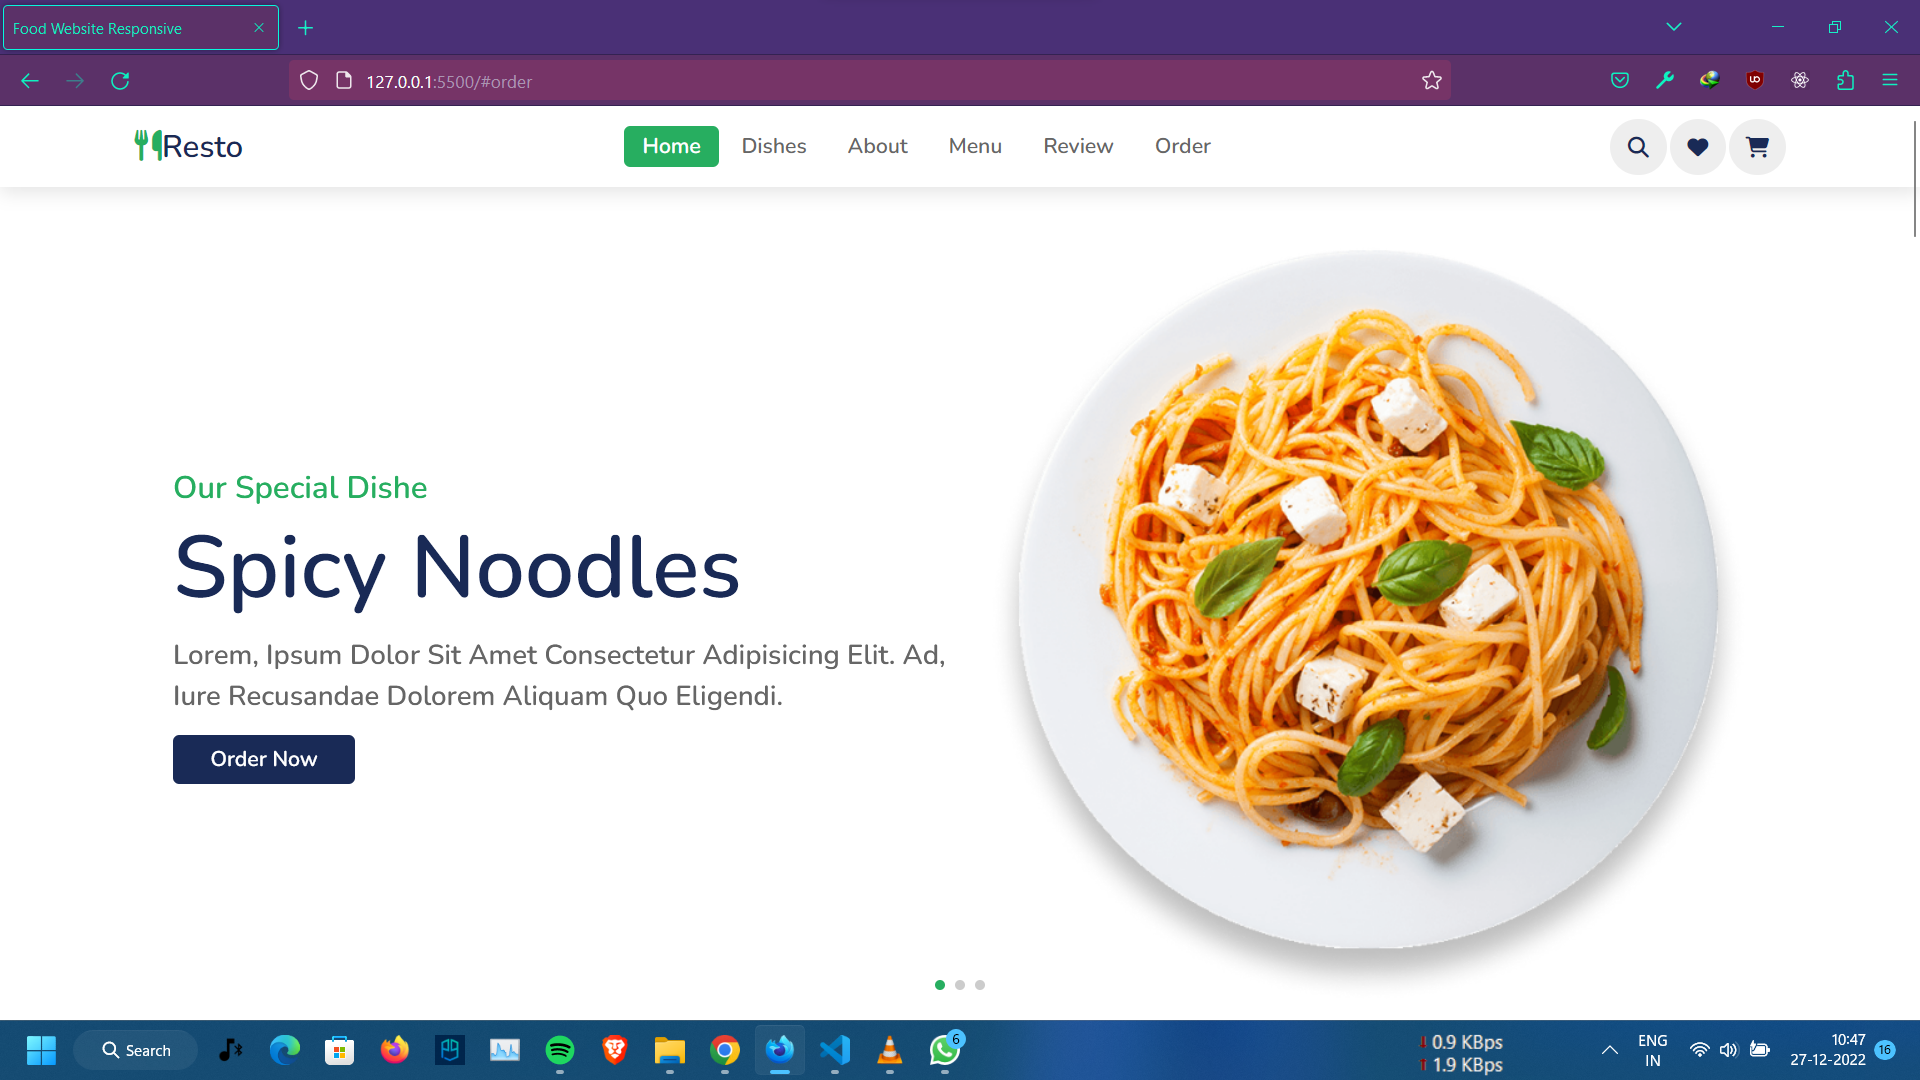 Food Website Responsive
127.0.0.1:5500/#order
Resto
Home
Dishes
About
Menu
Review
Order
Our Special Dishe
Spicy Noodles
Lorem, Ipsum Dolor Sit Amet Consectetur Adipisicing Elit. Ad,
Iure Recusandae Dolorem Aliquam Quo Eligendi.
Order Now
Search
6
0.9 KBps
1.9 KBps
ENG
IN
10:47
27-12-2022
16